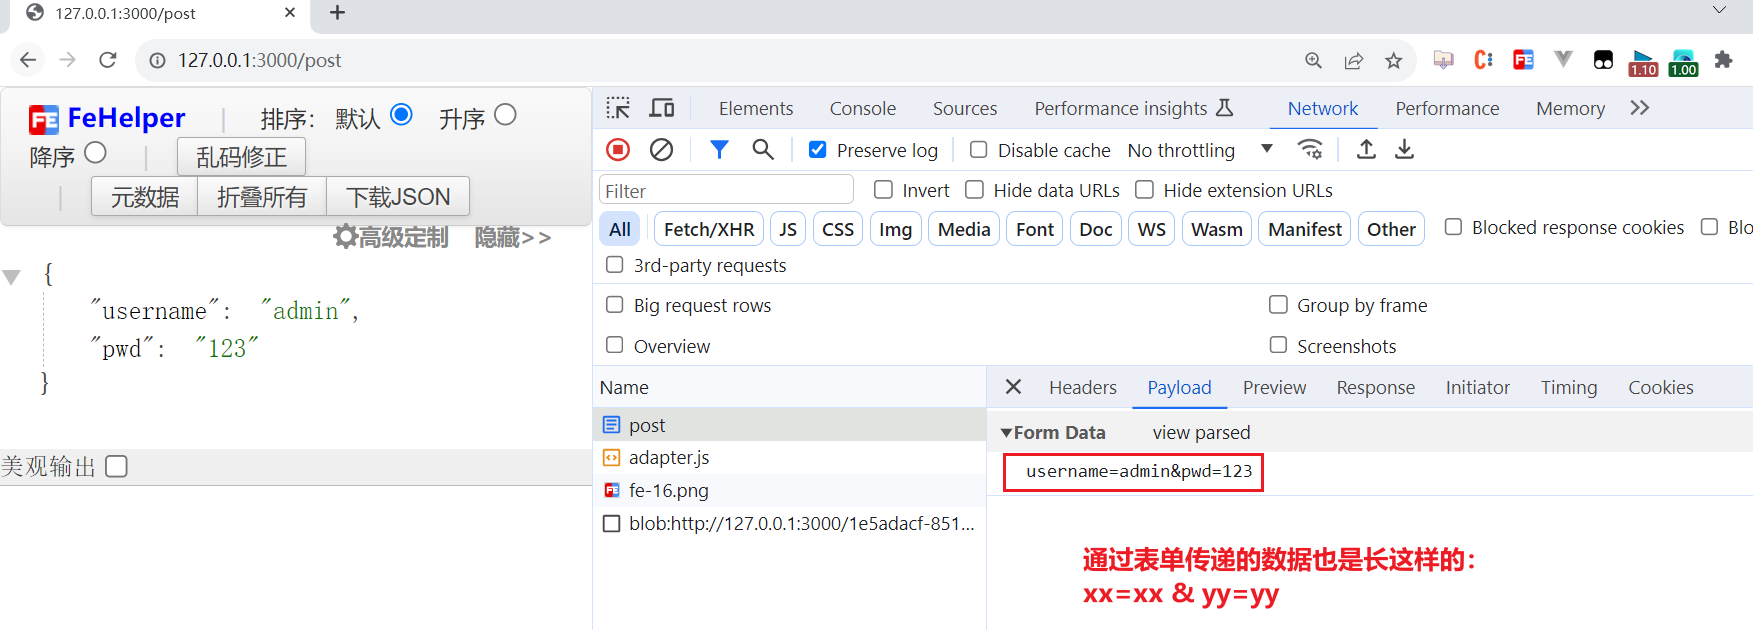 127.0.0.1:3000/post
127.0.0.1:3000/post
1.10
1.00
FeHelper | 排序: 默认 升序
降序 | 乱码修正
| 元数据 折叠所有 下载JSON
高级定制 隐藏>>
{
"username": "admin",
"pwd": "123"
}
美观输出
Elements Console Sources Performance insights Network Performance Memory
Preserve log Disable cache No throttling
Filter Invert Hide data URLs Hide extension URLs
All Fetch/XHR JS CSS Img Media Font Doc WS Wasm Manifest Other Blocked response cookies Blo
3rd-party requests
Big request rows Group by frame
Overview Screenshots
Name
post
adapter.js
fe-16.png
blob:http://127.0.0.1:3000/1e5adacf-851...
Headers Payload Preview Response Initiator Timing Cookies
Form Data view parsed
username=admin&pwd=123
通过表单传递的数据也是长这样的:
xx=xx & yy=yy